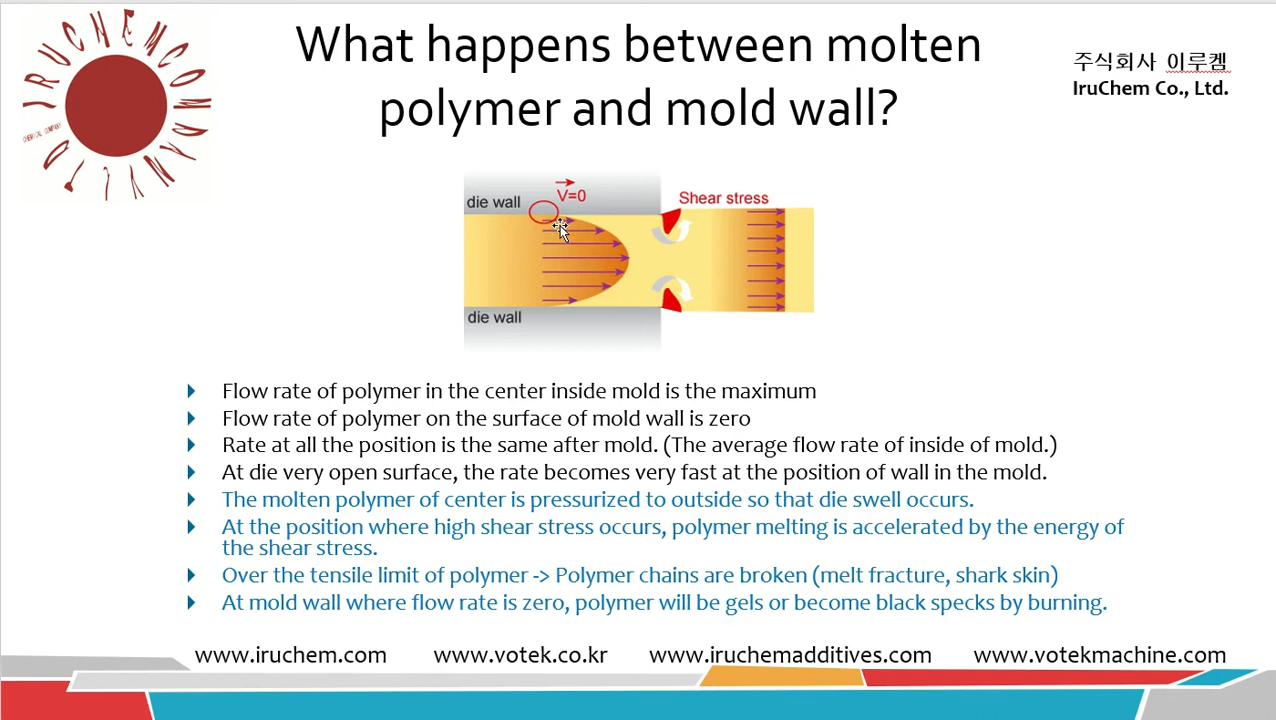 IRUCHEMCOMPANYLTD
CHEMICAL COMPANY
What happens between molten
polymer and mold wall?
주식회사 이루켐
IruChem Co., Ltd.
V=0
die wall
Shear stress
die wall
Flow rate of polymer in the center inside mold is the maximum
Flow rate of polymer on the surface of mold wall is zero
Rate at all the position is the same after mold. (The average flow rate of inside of mold.)
At die very open surface, the rate becomes very fast at the position of wall in the mold.
The molten polymer of center is pressurized to outside so that die swell occurs.
At the position where high shear stress occurs, polymer melting is accelerated by the energy of
the shear stress.
Over the tensile limit of polymer -> Polymer chains are broken (melt fracture, shark skin)
At mold wall where flow rate is zero, polymer will be gels or become black specks by burning.
www.iruchem.com www.votek.co.kr www.iruchemadditives.com www.votekmachine.com